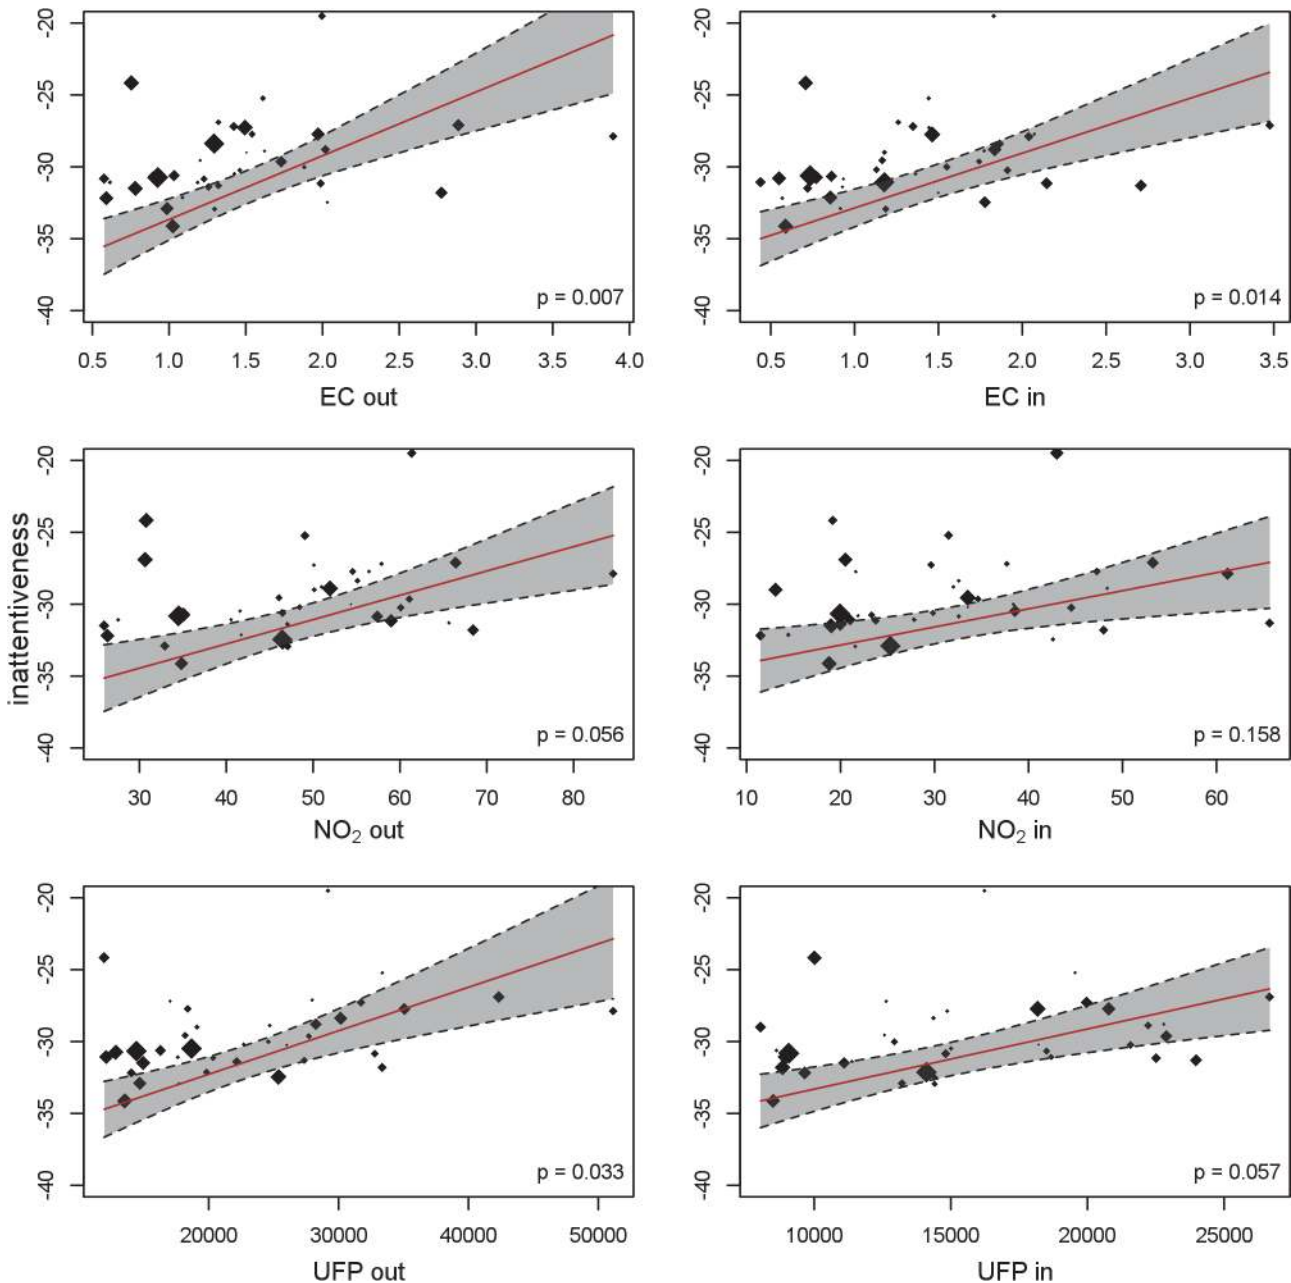 -20
-25
-30
-35
-40
p = 0.007
0.5 1.0 1.5 2.0 2.5 3.0 3.5 4.0
EC out
-20
-25
-30
-35
-40
p = 0.014
0.5 1.0 1.5 2.0 2.5 3.0 3.5
EC in
inattentiveness
-20
-25
-30
-35
-40
p = 0.056
30 40 50 60 70 80
NO₂ out
-20
-25
-30
-35
-40
p = 0.158
10 20 30 40 50 60
NO₂ in
-20
-25
-30
-35
-40
p = 0.033
20000 30000 40000 50000
UFP out
-20
-25
-30
-35
-40
p = 0.057
10000 15000 20000 25000
UFP in